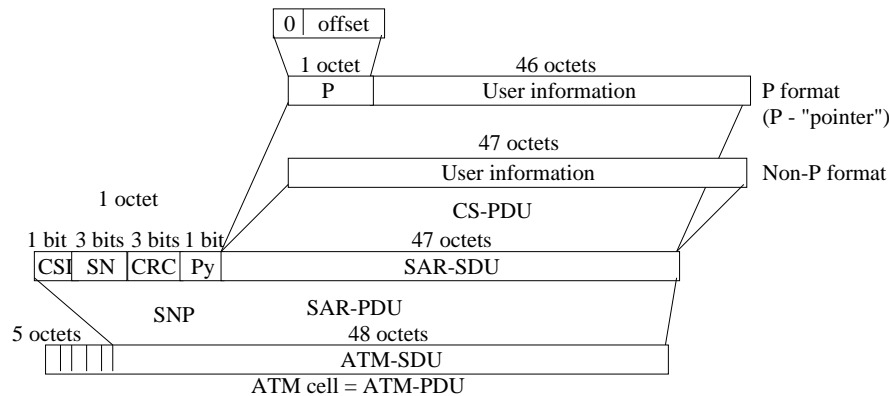 0 offset
1 octet 46 octets
P User information P format
(P - "pointer")
47 octets
User information Non-P format
1 octet
CS-PDU
1 bit 3 bits 3 bits 1 bit 47 octets
CSI SN CRC Py SAR-SDU
SNP SAR-PDU
5 octets 48 octets
ATM-SDU
ATM cell = ATM-PDU